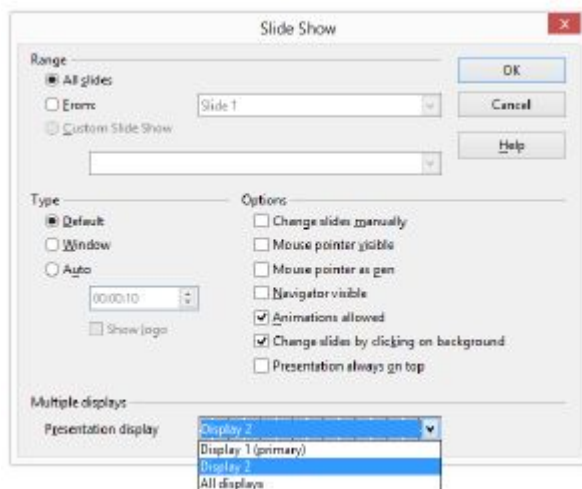 Slide Show
Range
All slides
From:
Slide 1
Custom Slide Show
OK
Cancel
Help
Type
Default
Window
Auto
00:00:10
Show logo
Options
Change slides manually
Mouse pointer visible
Mouse pointer as pen
Navigator visible
Animations allowed
Change slides by clicking on background
Presentation always on top
Multiple displays
Presentation display
Display 2
Display 1 (primary)
Display 2
All displays